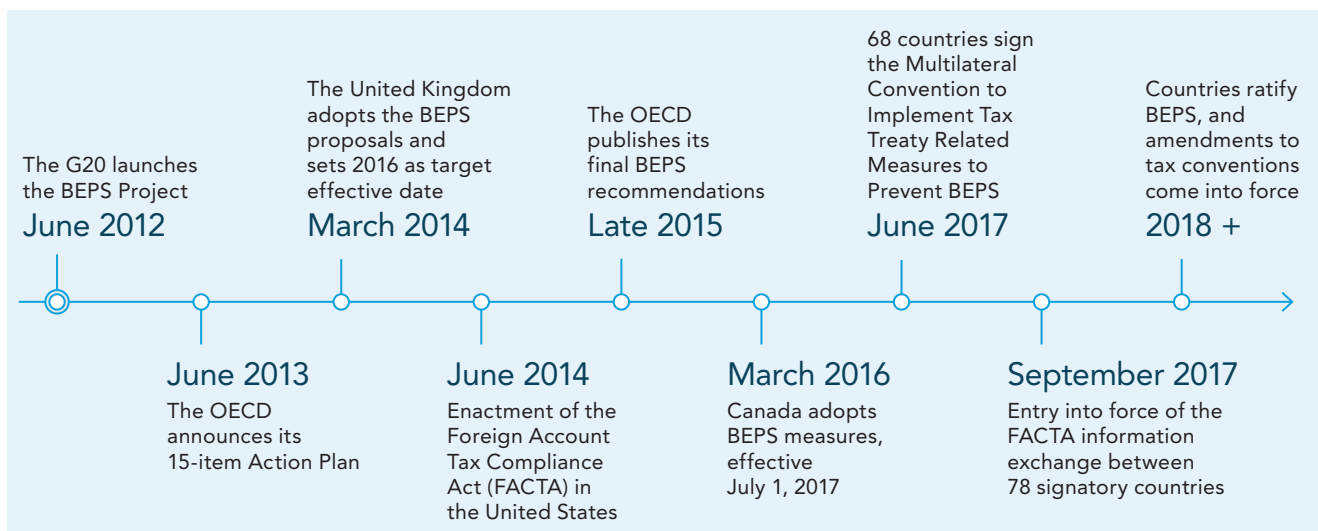 The G20 launches
the BEPS Project
June 2012
The OECD
announces its
15-item Action Plan
June 2013
The United Kingdom
adopts the BEPS
proposals and
sets 2016 as target
effective date
March 2014
June 2014
Enactment of the
Foreign Account
Tax Compliance
Act (FACTA) in
the United States
The OECD
publishes its
final BEPS
recommendations
Late 2015
March 2016
Canada adopts
BEPS measures,
effective
July 1, 2017
68 countries sign
the Multilateral
Convention to
Implement Tax
Treaty Related
Measures to
Prevent BEPS
June 2017
September 2017
Entry into force of the
FACTA information
exchange between
78 signatory countries
Countries ratify
BEPS, and
amendments to
tax conventions
come into force
2018 +